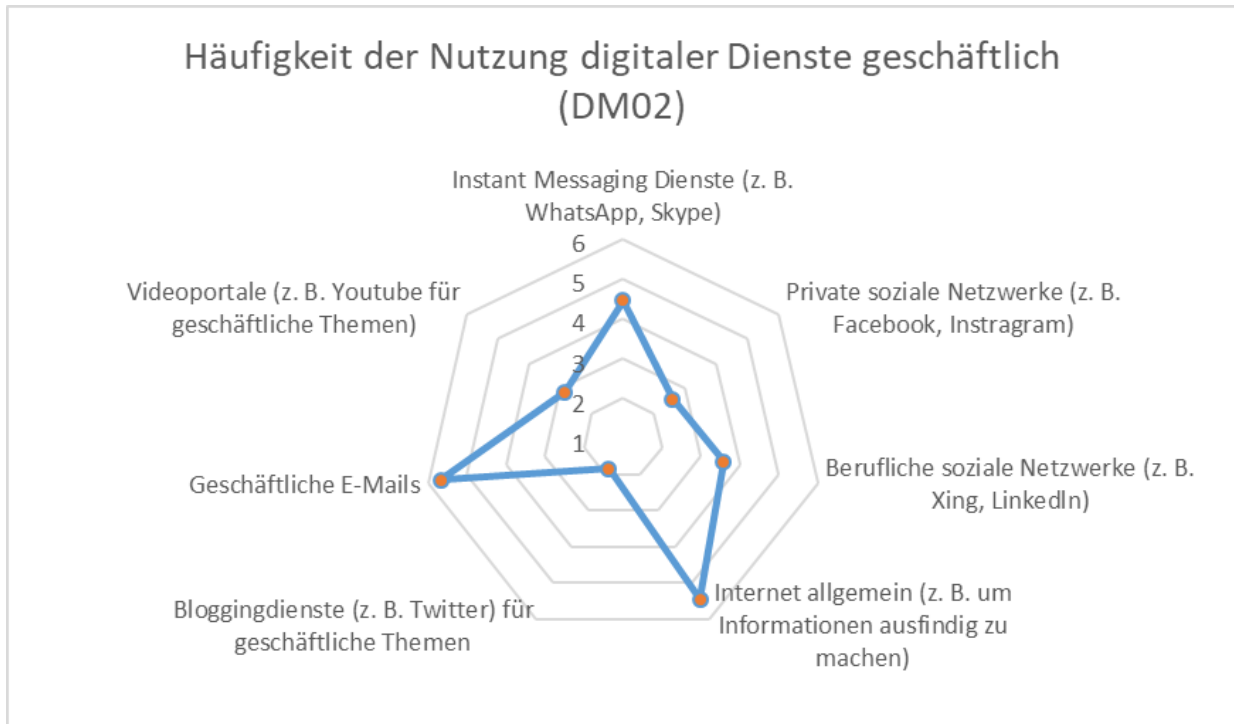 Häufigkeit der Nutzung digitaler Dienste geschäftlich
(DM02)
Instant Messaging Dienste (z. B.
WhatsApp, Skype)
6
5
4
3
2
1
Videoportale (z. B. Youtube für
geschäftliche Themen)
Private soziale Netzwerke (z. B.
Facebook, Instragram)
Geschäftliche E-Mails
Berufliche soziale Netzwerke (z. B.
Xing, LinkedIn)
Bloggingdienste (z. B. Twitter) für
geschäftliche Themen
Internet allgemein (z. B. um
Informationen ausfindig zu
machen)